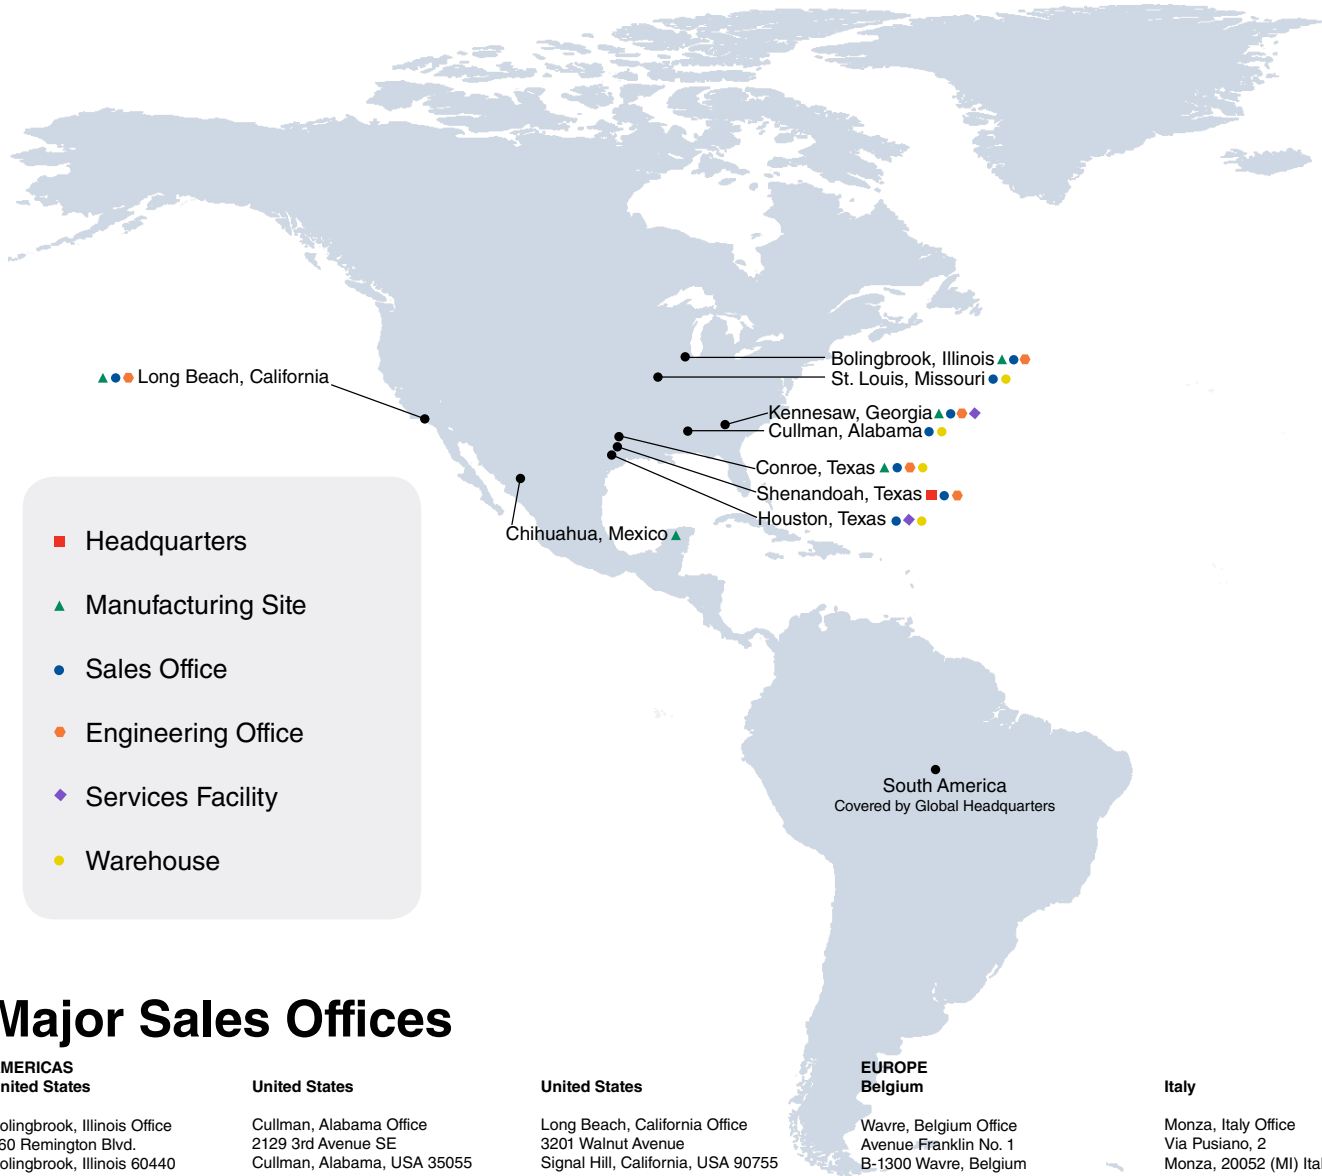 Bolingbrook, Illinois
Long Beach, California
St. Louis, Missouri
Kennesaw, Georgia
Cullman, Alabama
Conroe, Texas
Shenandoah, Texas
Houston, Texas
Chihuahua, Mexico
Headquarters
Manufacturing Site
Sales Office
Engineering Office
Services Facility
Warehouse
South America
Covered by Global Headquarters
Major Sales Offices
MERICAS
nited States
olingbrook, Illinois Office
60 Remington Blvd.
olingbrook, Illinois 60440
United States
Cullman, Alabama Office
2129 3rd Avenue SE
Cullman, Alabama, USA 35055
United States
Long Beach, California Office
3201 Walnut Avenue
Signal Hill, California, USA 90755
EUROPE
Belgium
Wavre, Belgium Office
Avenue Franklin No. 1
B-1300 Wavre, Belgium
Italy
Monza, Italy Office
Via Pusiano, 2
Monza, 20052 (MI) Ital